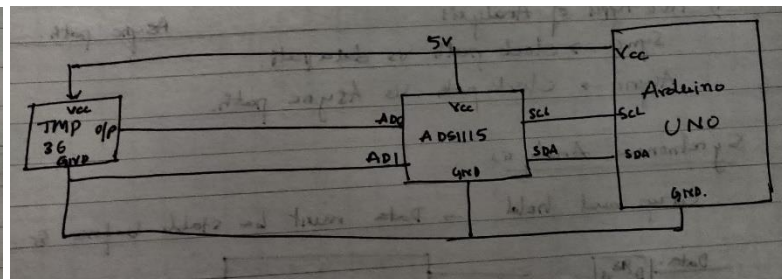 5V
Vcc
TMP
36
O/P
GND
AD0
AD1
Vcc
ADS1115
GND
SCL
SDA
Vcc
Arduino
UNO
SCL
SDA
GND.